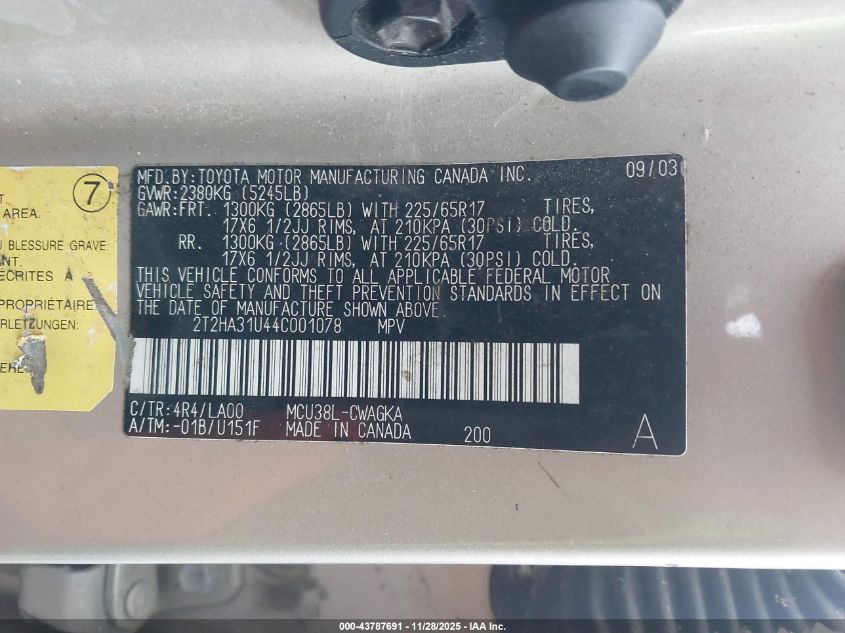 7
T.
AREA.
U BLESSURE GRAVE.
NT.
ÉCRITES À
PROPRIÉTAIRE.
RLETZUNGEN:
HERE
MFD.BY:TOYOTA MOTOR MANUFACTURING CANADA INC. 09/03
GVWR:2380KG (5245LB)
GAWR:FRT. 1300KG (2865LB) WITH 225/65R17 TIRES,
17X6 1/2JJ RIMS, AT 210KPA (30PSI) COLD.
RR. 1300KG (2865LB) WITH 225/65R17 TIRES,
17X6 1/2JJ RIMS, AT 210KPA (30PSI) COLD.
THIS VEHICLE CONFORMS TO ALL APPLICABLE FEDERAL MOTOR
VEHICLE SAFETY AND THEFT PREVENTION STANDARDS IN EFFECT ON
THE DATE OF MANUFACTURE SHOWN ABOVE.
2T2HA31U44C001078 MPV
C/TR:4R4/LA00 MCU38L-CWAGKA
A/TM:-01B/U151F MADE IN CANADA 200 A
000-43787691 - 11/28/2025 - IAA Inc.